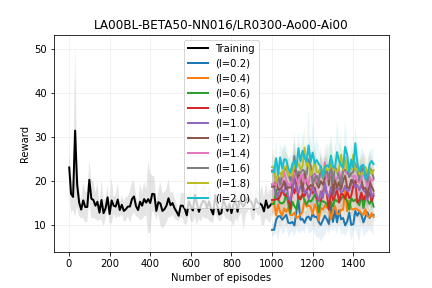 LA00BL-BETA50-NN016/LR0300-Ao00-Ai00
50
40
30
20
10
Reward
Training
(l=0.2)
(l=0.4)
(l=0.6)
(l=0.8)
(l=1.0)
(l=1.2)
(l=1.4)
(l=1.6)
(l=1.8)
(l=2.0)
0 200 400 600 800 1000 1200 1400
Number of episodes